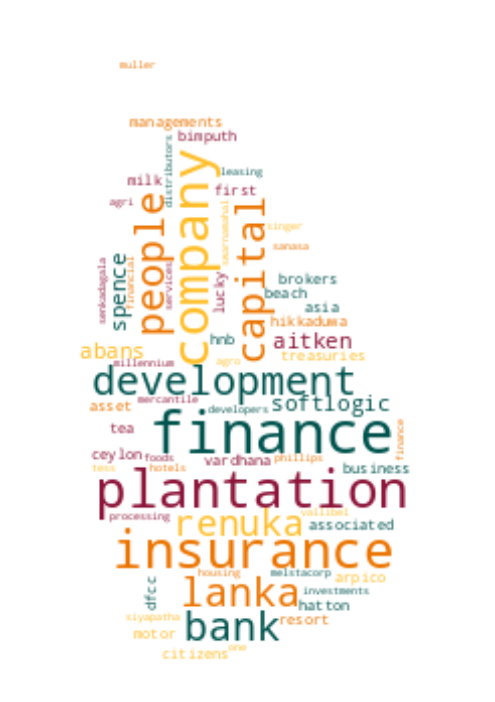 muller
managements
bimputh
distributors
leasing
milk
first
agri
company
people
capital
swarnamahal
singer
sanasa
spence
senkadagala
financial
services
lucky
brokers
beach
asia
hikkaduwa
hnb
aitken
abans
treasuries
millennium
agro
development
mercantile
asset
developers
softlogic
tea
finance
finance
ceylon
foods
vardhana
phillips
tess
hotels
business
plantation
processing
renuka
vallibel
associated
insurance
housing
melstacorp
arpico
dfcc
lanka
investments
hatton
siyapatha
bank
resort
motor
citizens
one